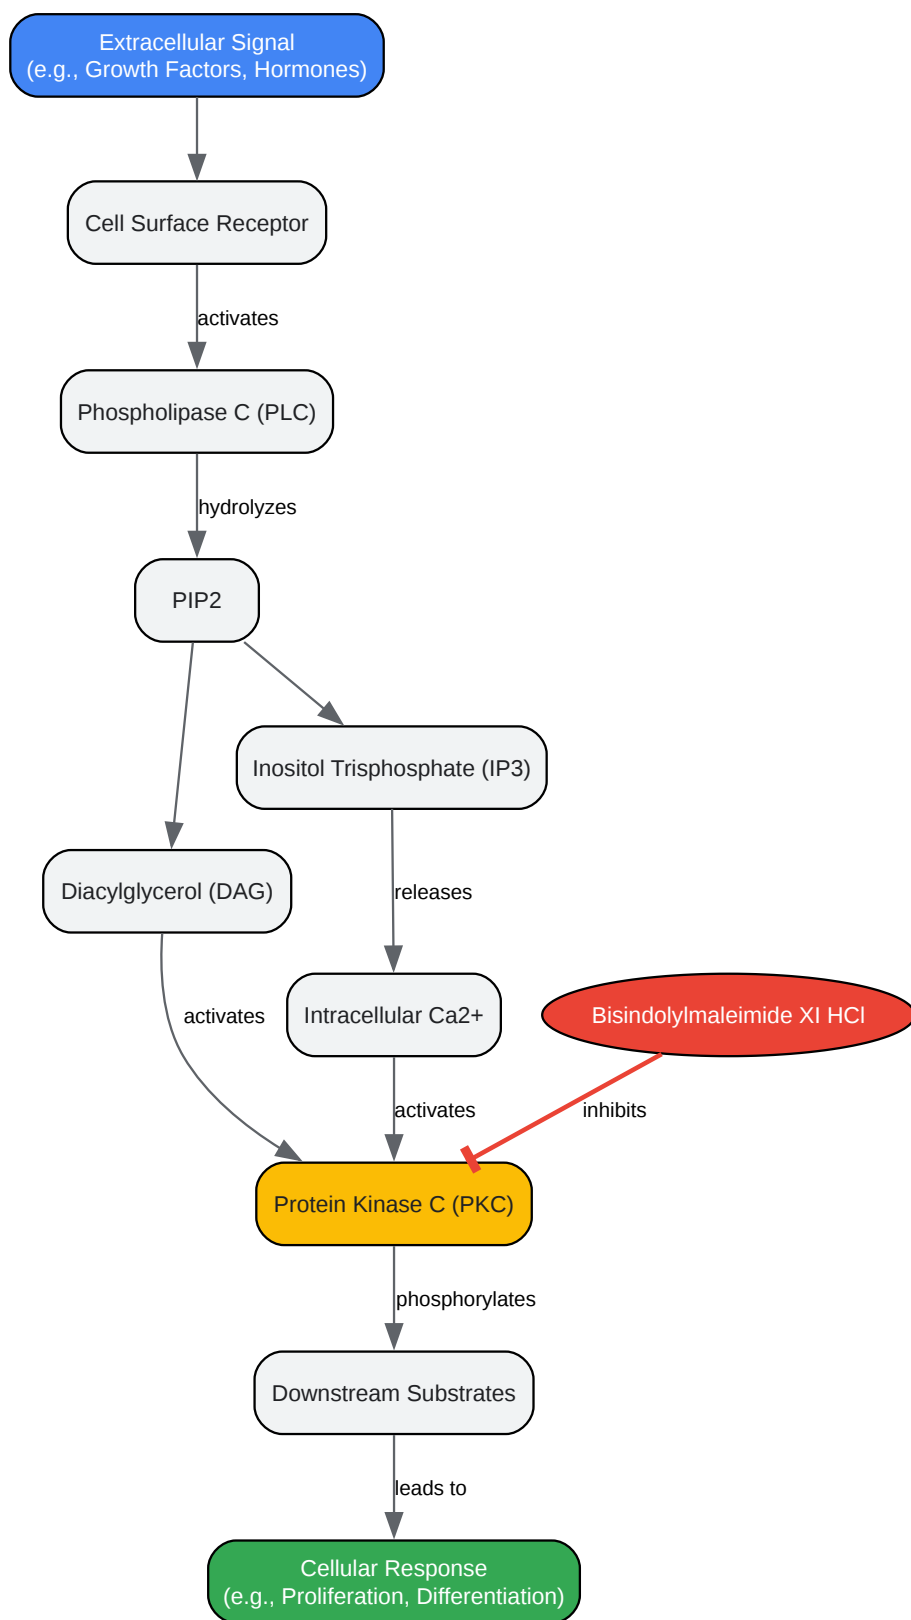 Extracellular Signal
(e.g., Growth Factors, Hormones)
Cell Surface Receptor
activates
Phospholipase C (PLC)
hydrolyzes
PIP2
Inositol Trisphosphate (IP3)
Diacylglycerol (DAG)
releases
activates
Intracellular Ca2+
Bisindolylmaleimide XI HCl
activates
inhibits
Protein Kinase C (PKC)
phosphorylates
Downstream Substrates
leads to
Cellular Response
(e.g., Proliferation, Differentiation)